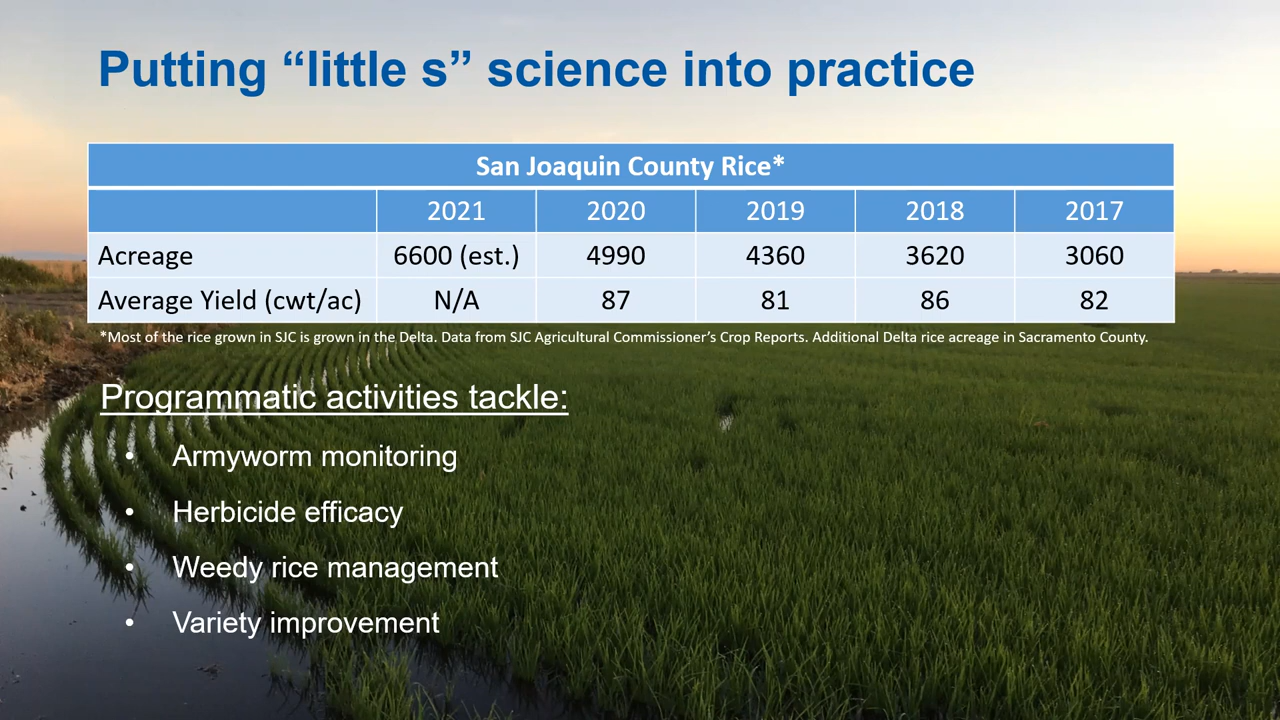 Putting “little s” science into practice
San Joaquin County Rice*
2021 2020 2019 2018 2017
Acreage 6600 (est.) 4990 4360 3620 3060
Average Yield (cwt/ac) N/A 87 81 86 82
*Most of the rice grown in SJC is grown in the Delta. Data from SJC Agricultural Commissioner’s Crop Reports. Additional Delta rice acreage in Sacramento County.
Programmatic activities tackle:
• Armyworm monitoring
• Herbicide efficacy
• Weedy rice management
• Variety improvement